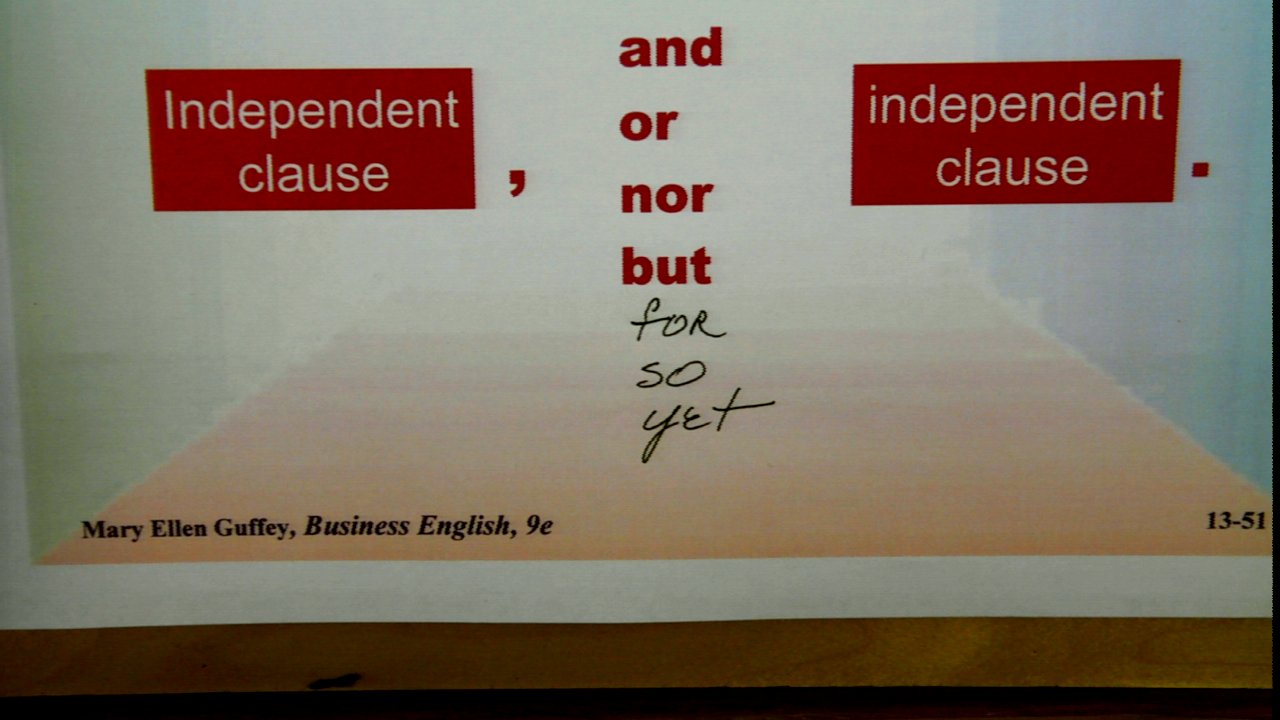 and
Independent
clause
,
or
nor
but
independent
clause
.
for
so
yet
Mary Ellen Guffey, Business English, 9e
13-51